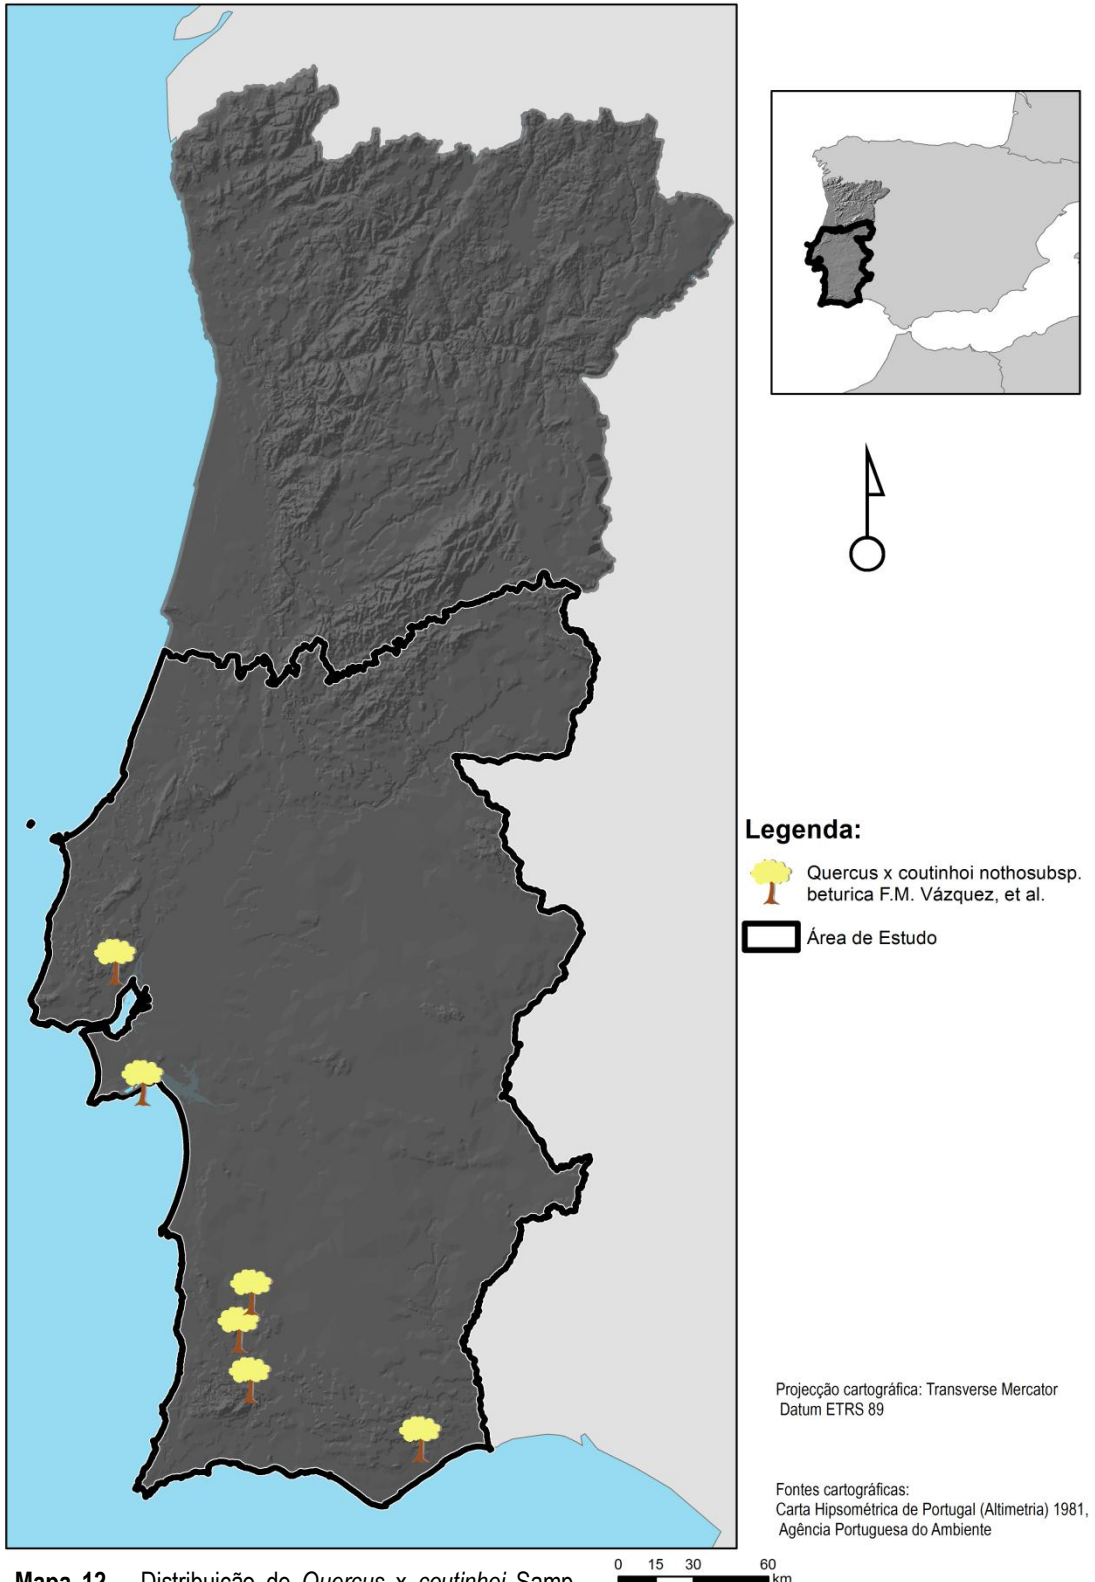 Legenda:
Quercus x coutinhoi nothosubsp.
beturica F.M. Vázquez, et al.
Área de Estudo
Projecção cartográfica: Transverse Mercator
Datum ETRS 89
Fontes cartográficas:
Carta Hipsométrica de Portugal (Altimetria) 1981,
Agência Portuguesa do Ambiente
0 15 30 60
km
Mapa 12 Distribuição de Quercus x coutinhoi Samp